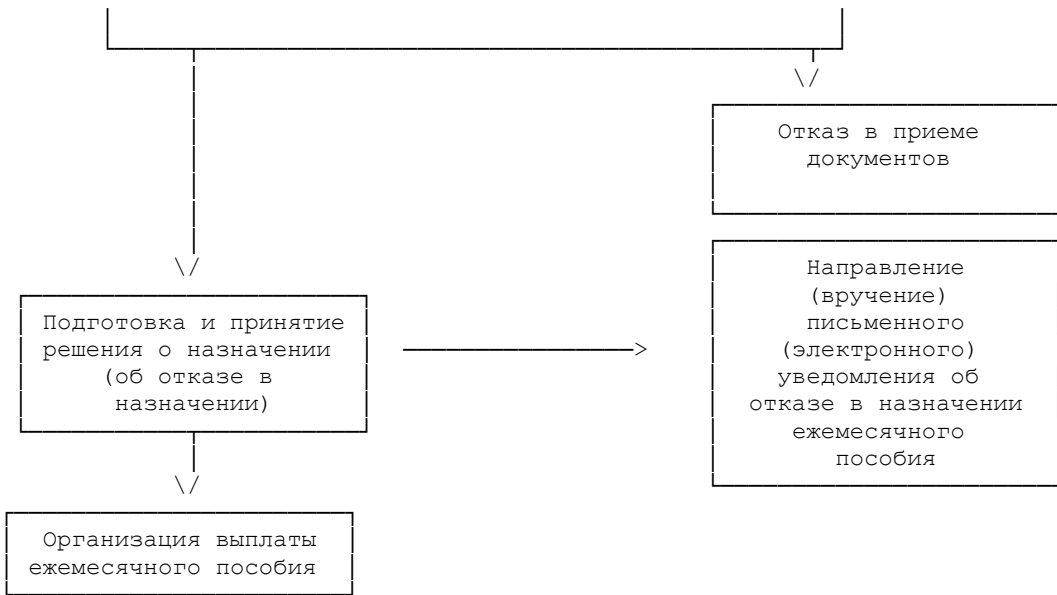 Отказ в приеме
документов
Направление
(вручение)
письменного
(электронного)
уведомления об
отказе в назначении
ежемесячного
пособия
Подготовка и принятие
решения о назначении
(об отказе в
назначении)
Организация выплаты
ежемесячного пособия